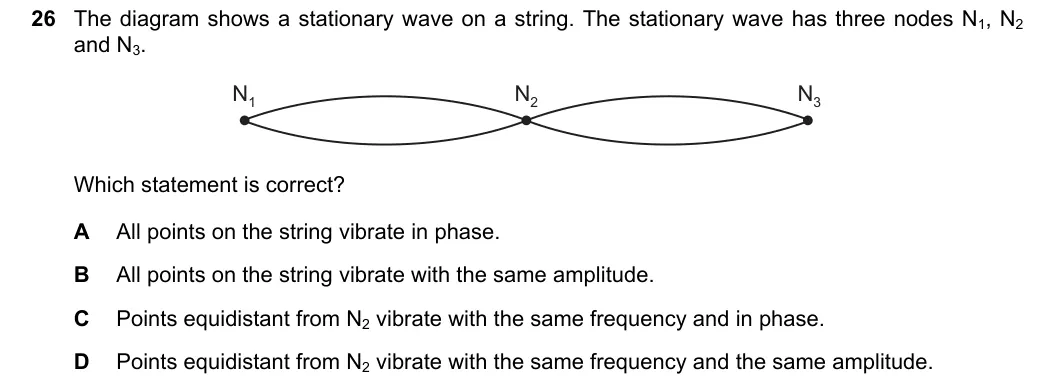 26 The diagram shows a stationary wave on a string. The stationary wave has three nodes N₁, N₂
and N₃.
N₁ N₂ N₃
Which statement is correct?
A All points on the string vibrate in phase.
B All points on the string vibrate with the same amplitude.
C Points equidistant from N₂ vibrate with the same frequency and in phase.
D Points equidistant from N₂ vibrate with the same frequency and the same amplitude.